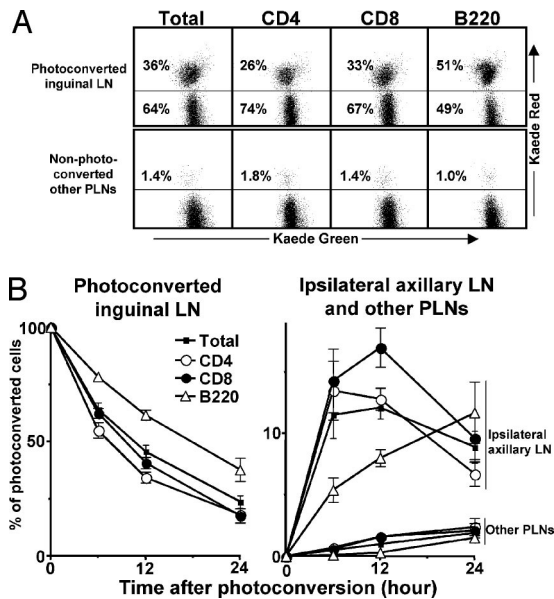 A
Total CD4 CD8 B220
Photoconverted
inguinal LN
36% 26% 33% 51%
64% 74% 67% 49%
Non-photo-
converted
other PLNs
1.4% 1.8% 1.4% 1.0%
Kaede Red
Kaede Green
B
Photoconverted
inguinal LN
Ipsilateral axillary LN
and other PLNs
% of photoconverted cells
100
50
0
Total
CD4
CD8
B220
0 12 24
10
0
Ipsilateral
axillary LN
Other PLNs
0 12 24
Time after photoconversion (hour)